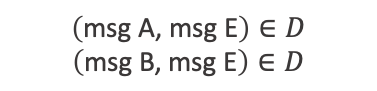 (msg A, msg E) ∈ D
(msg B, msg E) ∈ D